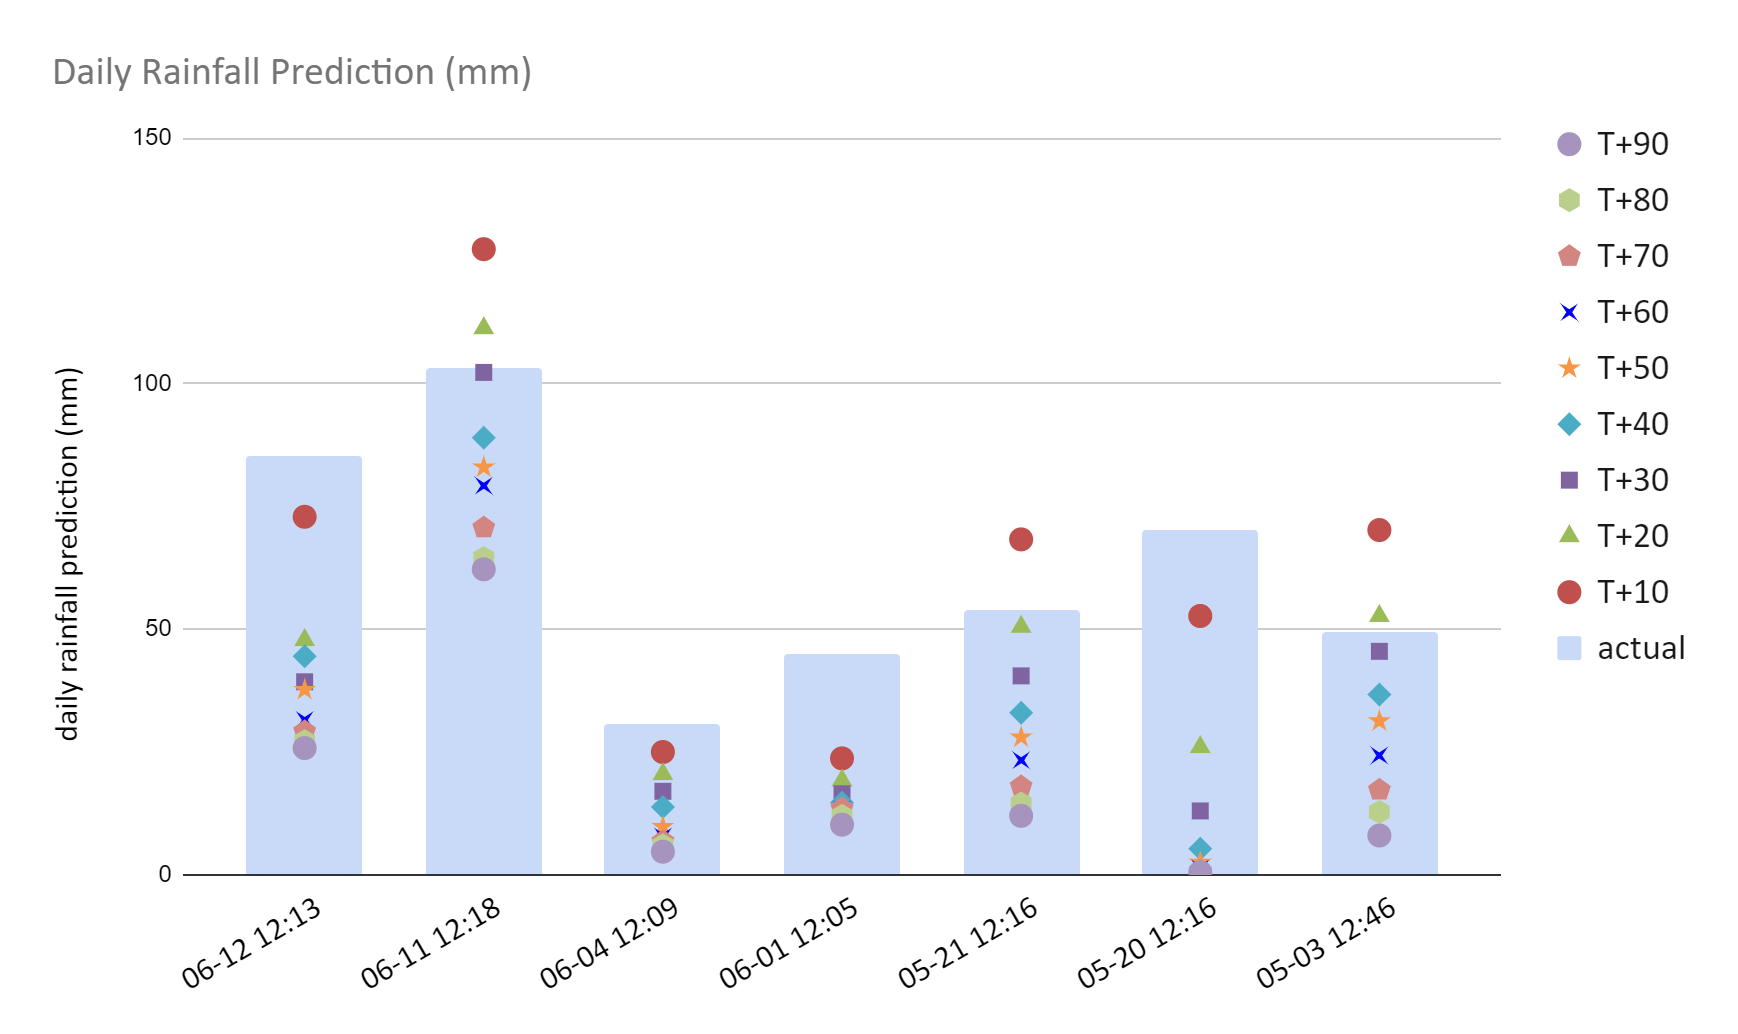 Daily Rainfall Prediction (mm)
daily rainfall prediction (mm)
150
100
50
0
06-12 12:13
06-11 12:18
06-04 12:09
06-01 12:05
05-21 12:16
05-20 12:16
05-03 12:46
T+90
T+80
T+70
T+60
T+50
T+40
T+30
T+20
T+10
actual